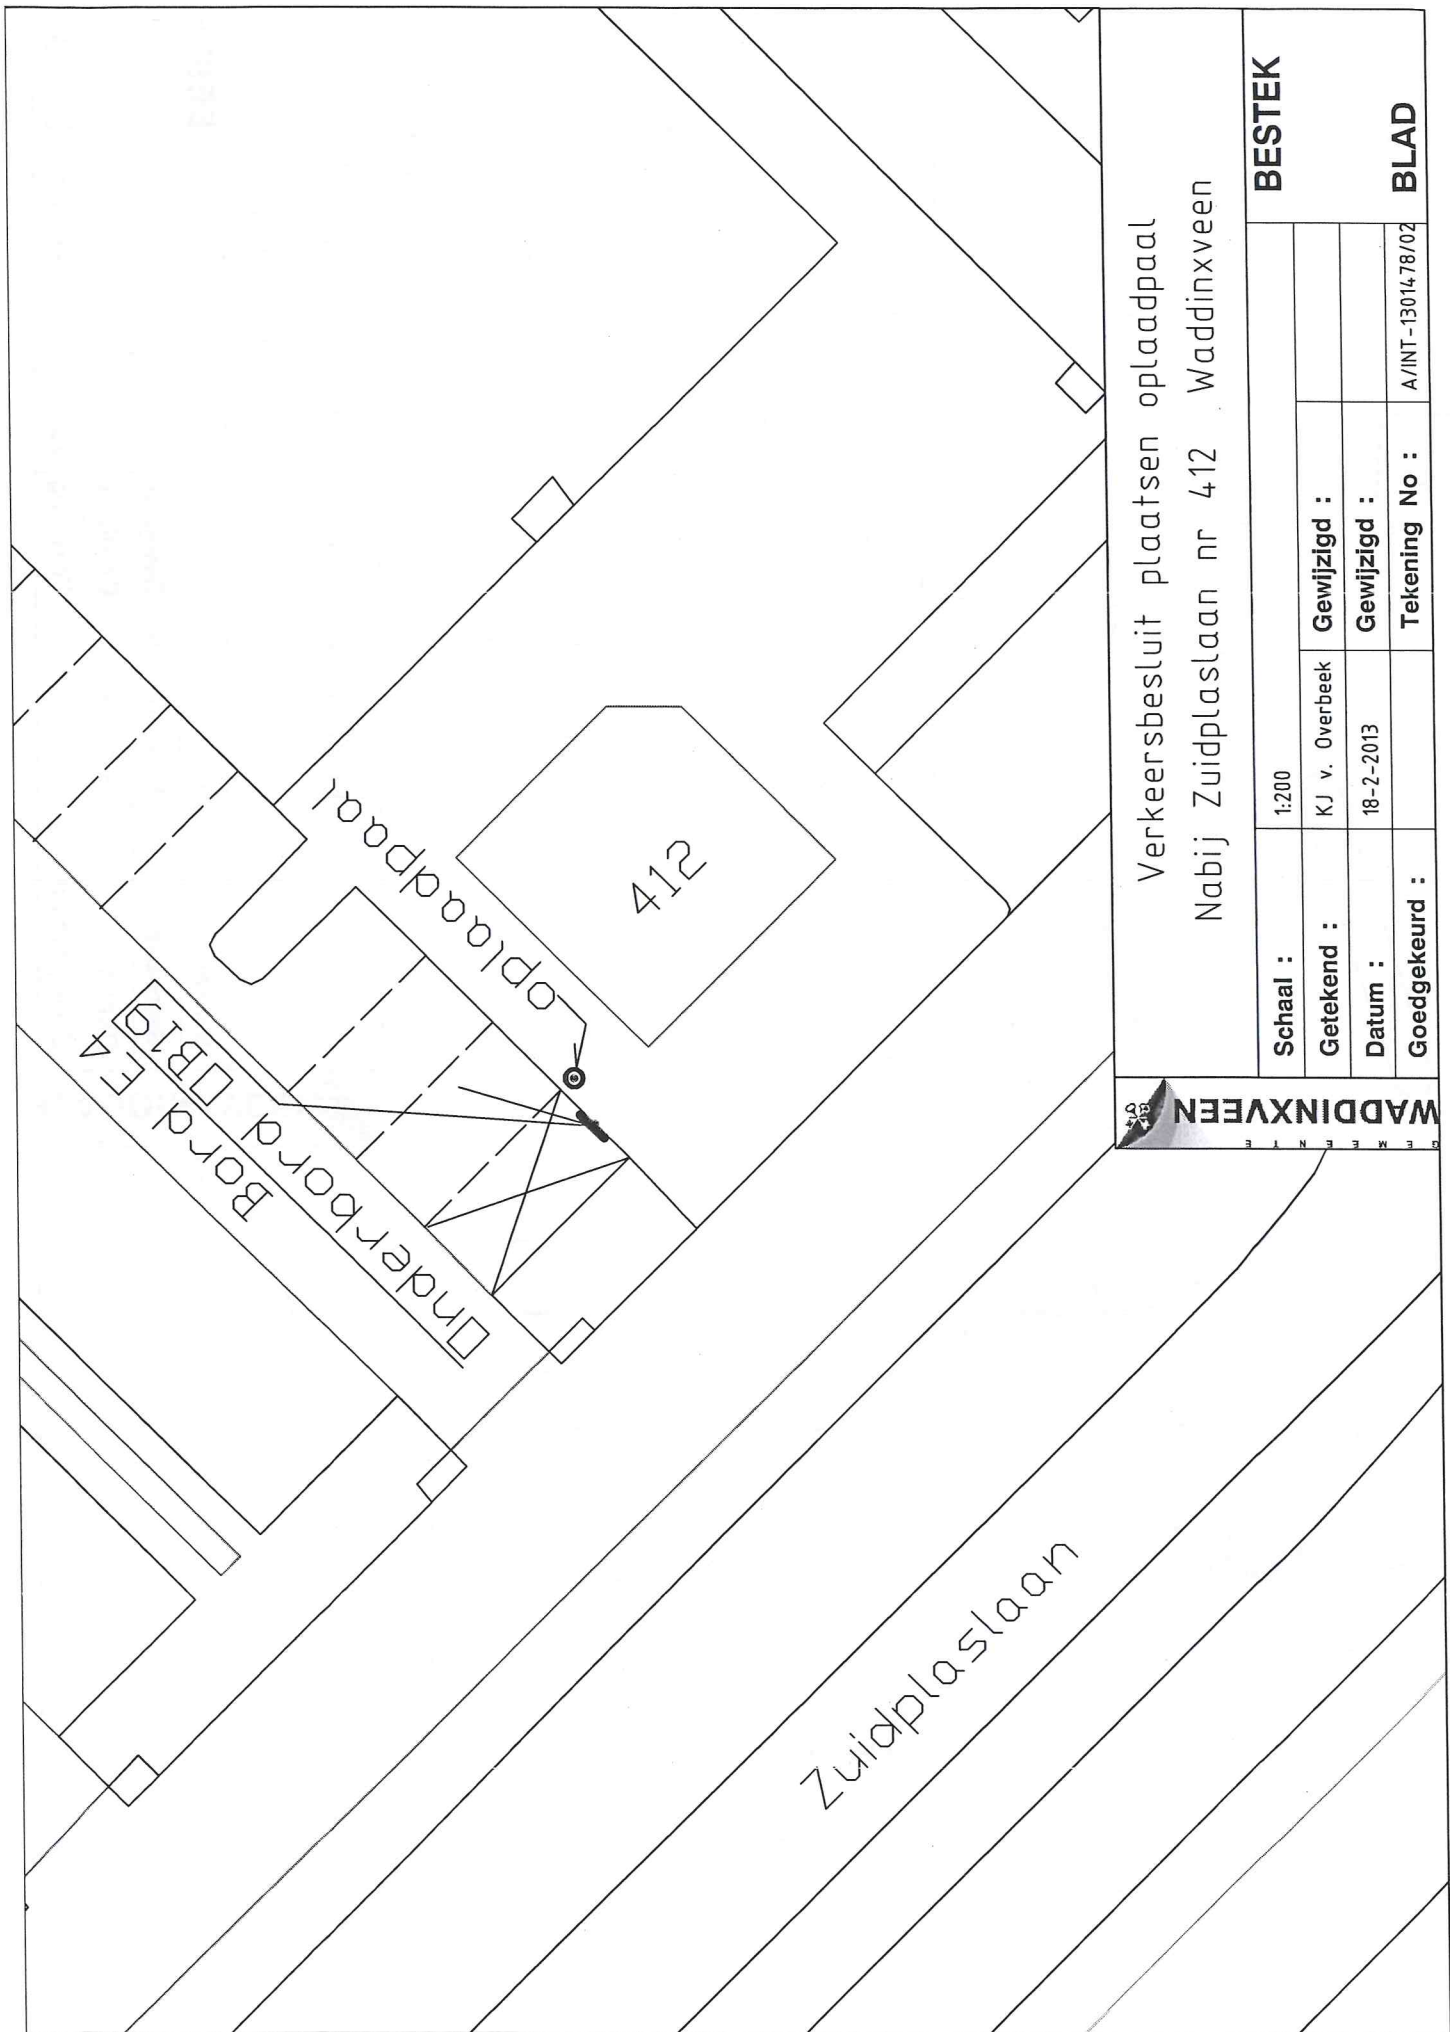 Bord E4
Onderbord OB19
oplaadpaal
412
Zuidplaslaan
Verkeersbesluit plaatsen oplaadpaal
Nabij Zuidplaslaan nr 412 Waddinxveen
GEMEENTE
WADDINXVEEN
Schaal : 1:200
Getekend : KJ v. Overbeek Gewijzigd :
Datum : 18-2-2013 Gewijzigd :
Goedgekeurd : Tekening No : A/INT-1301478/02
BESTEK
BLAD